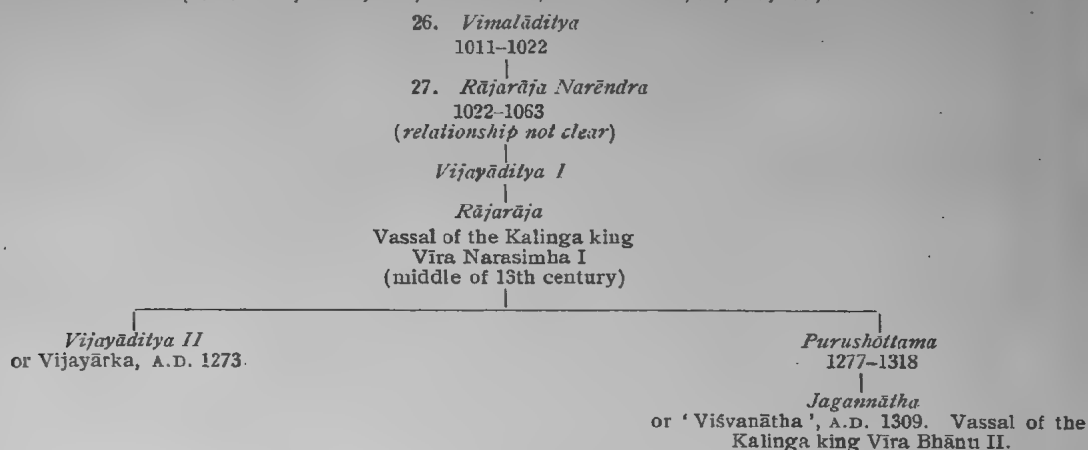 26. Vimalāditya
1011–1022
27. Rājarāja Narēndra
1022–1063
(relationship not clear)
Vijayāditya I
Rājarāja
Vassal of the Kalinga king
Vīra Narasimha I
(middle of 13th century)
Vijayāditya II
or Vijayārka, A.D. 1273.
Purushōttama
1277–1318
Jagannātha
or ‘ Viśvanātha ’, A.D. 1309. Vassal of the
Kalinga king Vīra Bhānu II.